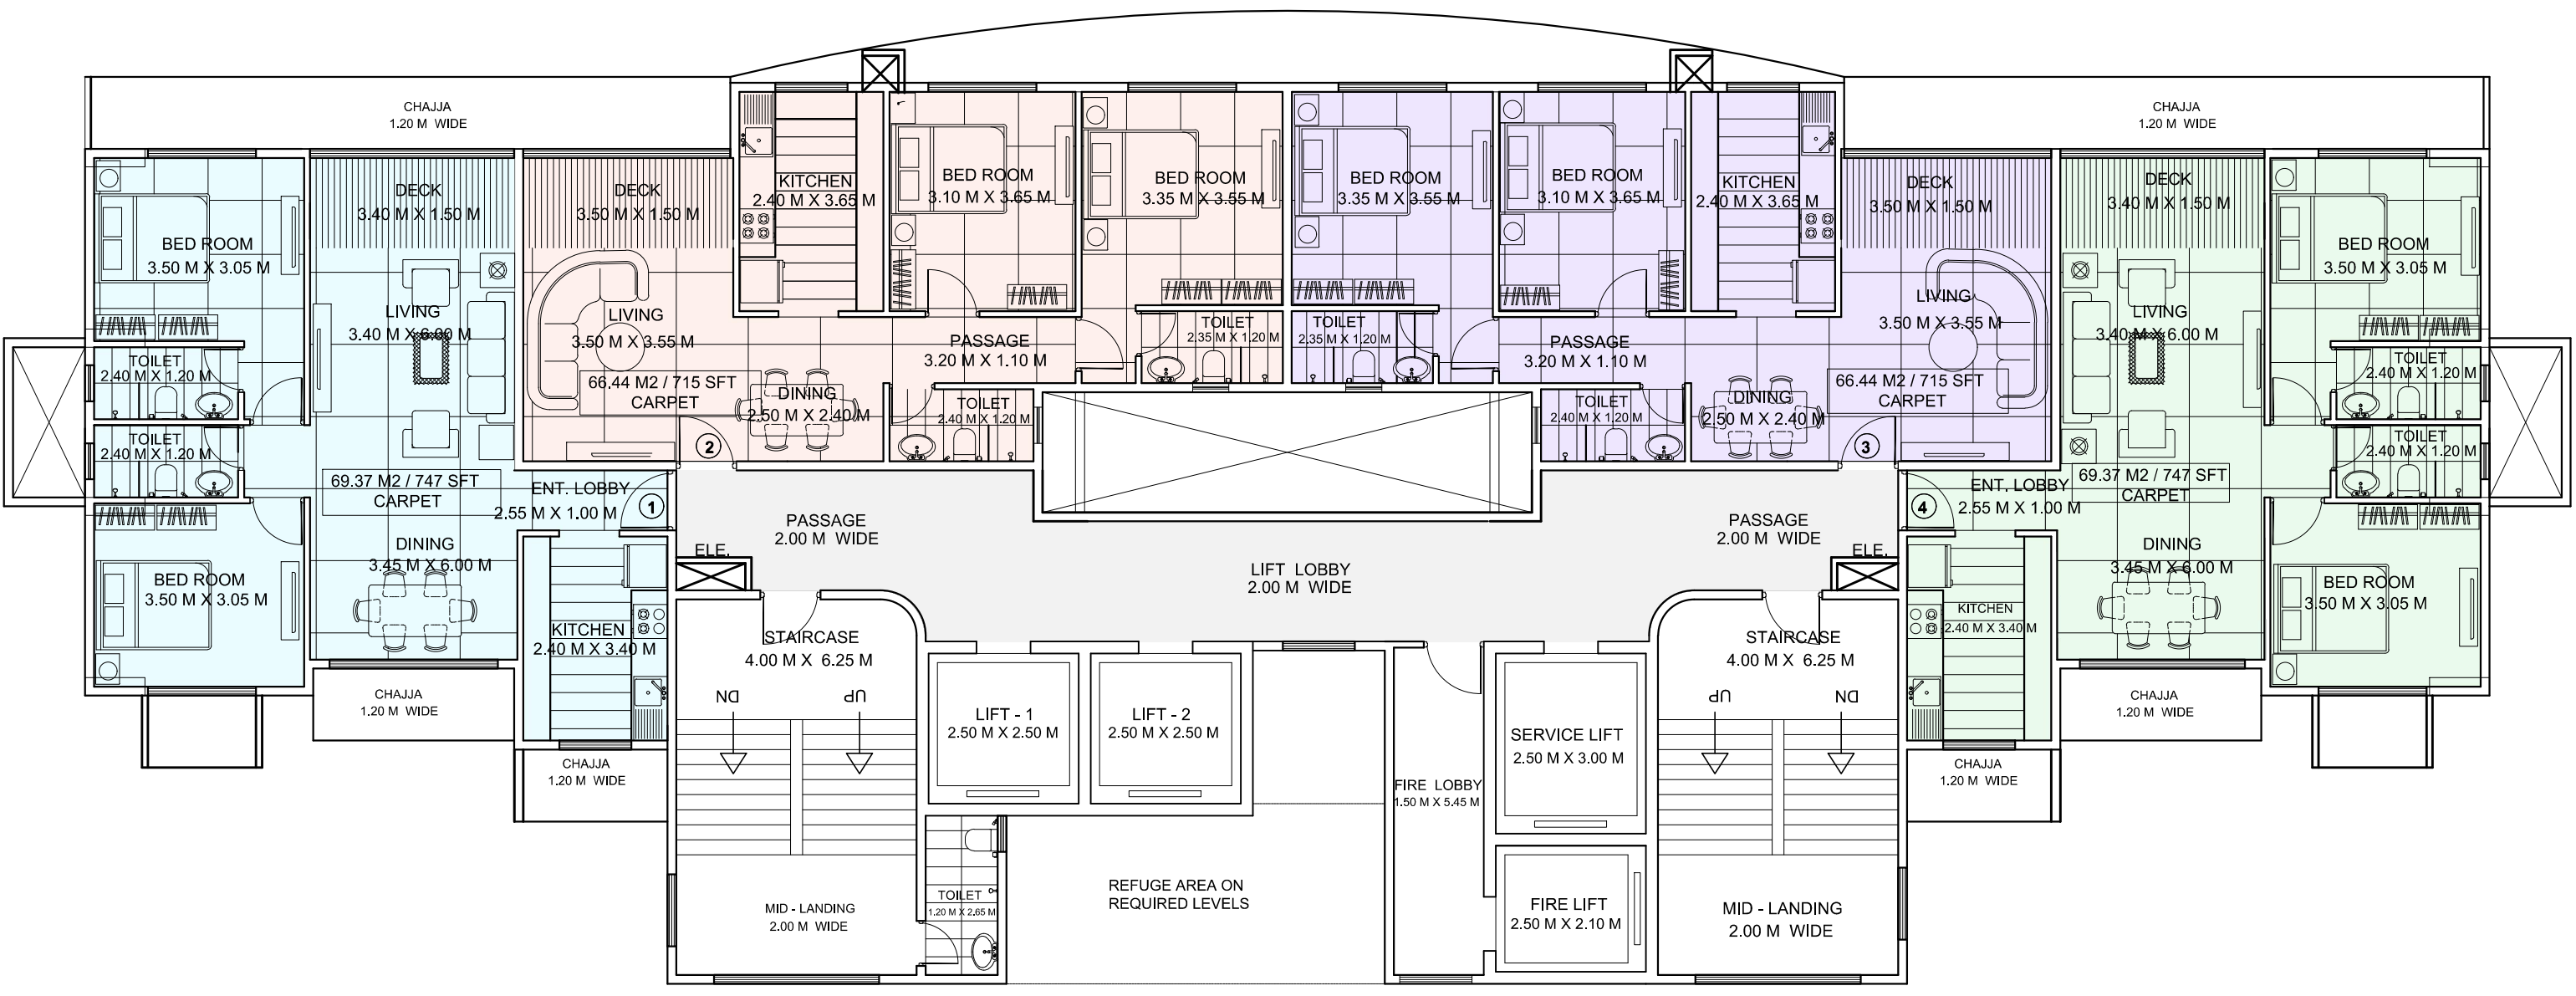 CHAJJA
1.20 M WIDE
CHAJJA
1.20 M WIDE
DECK
3.40 M X 1.50 M
DECK
3.50 M X 1.50 M
KITCHEN
2.40 M X 3.65 M
BED ROOM
3.10 M X 3.65 M
BED ROOM
3.35 M X 3.55 M
BED ROOM
3.35 M X 3.55 M
BED ROOM
3.10 M X 3.65 M
KITCHEN
2.40 M X 3.65 M
DECK
3.50 M X 1.50 M
DECK
3.40 M X 1.50 M
BED ROOM
3.50 M X 3.05 M
BED ROOM
3.50 M X 3.05 M
LIVING
3.40 M X 6.00 M
LIVING
3.50 M X 3.55 M
PASSAGE
3.20 M X 1.10 M
TOILET
2.35 M X 1.20 M
TOILET
2.35 M X 1.20 M
PASSAGE
3.20 M X 1.10 M
LIVING
3.50 M X 3.55 M
LIVING
3.40 M X 6.00 M
TOILET
2.40 M X 1.20 M
TOILET
2.40 M X 1.20 M
66.44 M2 / 715 SFT
CARPET
DINING
2.50 M X 2.40 M
TOILET
2.40 M X 1.20 M
TOILET
2.40 M X 1.20 M
DINING
2.50 M X 2.40 M
66.44 M2 / 715 SFT
CARPET
2
3
TOILET
2.40 M X 1.20 M
TOILET
2.40 M X 1.20 M
69.37 M2 / 747 SFT
CARPET
ENT. LOBBY
2.55 M X 1.00 M
1
4
ENT. LOBBY
2.55 M X 1.00 M
69.37 M2 / 747 SFT
CARPET
PASSAGE
2.00 M WIDE
PASSAGE
2.00 M WIDE
ELE.
ELE.
DINING
3.45 M X 6.00 M
DINING
3.45 M X 6.00 M
LIFT LOBBY
2.00 M WIDE
BED ROOM
3.50 M X 3.05 M
BED ROOM
3.50 M X 3.05 M
KITCHEN
2.40 M X 3.40 M
KITCHEN
2.40 M X 3.40 M
STAIRCASE
4.00 M X 6.25 M
STAIRCASE
4.00 M X 6.25 M
DN
UP
UP
DN
CHAJJA
1.20 M WIDE
CHAJJA
1.20 M WIDE
LIFT - 1
2.50 M X 2.50 M
LIFT - 2
2.50 M X 2.50 M
SERVICE LIFT
2.50 M X 3.00 M
CHAJJA
1.20 M WIDE
CHAJJA
1.20 M WIDE
FIRE LOBBY
1.50 M X 5.45 M
TOILET
1.20 M X 2.65 M
REFUGE AREA ON
REQUIRED LEVELS
FIRE LIFT
2.50 M X 2.10 M
MID - LANDING
2.00 M WIDE
MID - LANDING
2.00 M WIDE